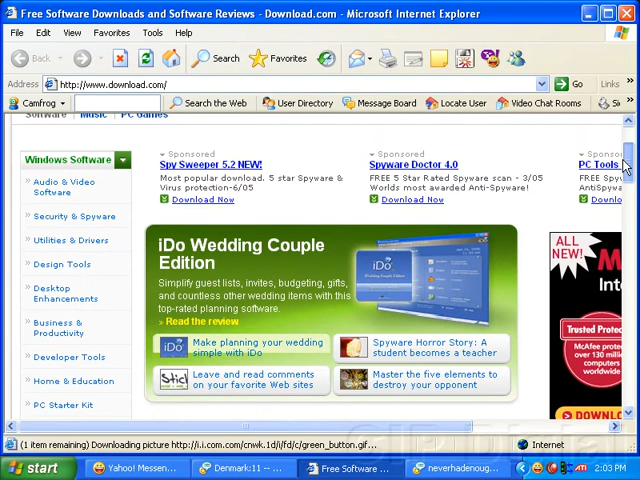 Free Software Downloads and Software Reviews - Download.com - Microsoft Internet Explorer
File Edit View Favorites Tools Help
Back Search Favorites
Address http://www.download.com/ Go Links »
Camfrog Search the Web User Directory Message Board Locate User Video Chat Rooms »
Software Music PC Games
Windows Software
Audio & Video Software
Security & Spyware
Utilities & Drivers
Design Tools
Desktop Enhancements
Business & Productivity
Developer Tools
Home & Education
PC Starter Kit
Sponsored
Spy Sweeper 5.2 NEW!
Most popular download. 5 star Spyware &
Virus protection-6/05
Download Now
Sponsored
Spyware Doctor 4.0
FREE 5 Star Rated Spyware scan - 3/05
Worlds most awarded Anti-Spyware!
Download Now
PC Tools
iDo Wedding Couple
Edition
Simplify guest lists, invites, budgeting, gifts,
and countless other wedding items with this
top-rated planning software.
» Read the review
iDo
Make planning your wedding
simple with iDo
Spyware Horror Story: A
student becomes a teacher
Leave and read comments
on your favorite Web sites
Master the five elements to
destroy your opponent
ALL
NEW!
Trusted
McAfee
over 130
computers
DOWNLO
(1 item remaining) Downloading picture http://i.i.com.com/cnwk.1d/i/fd/c/green_button.gif... Internet
start Yahoo! Messen... Denmark:11 -- ... Free Software ... neverhadenoug... ATI 2:03 PM